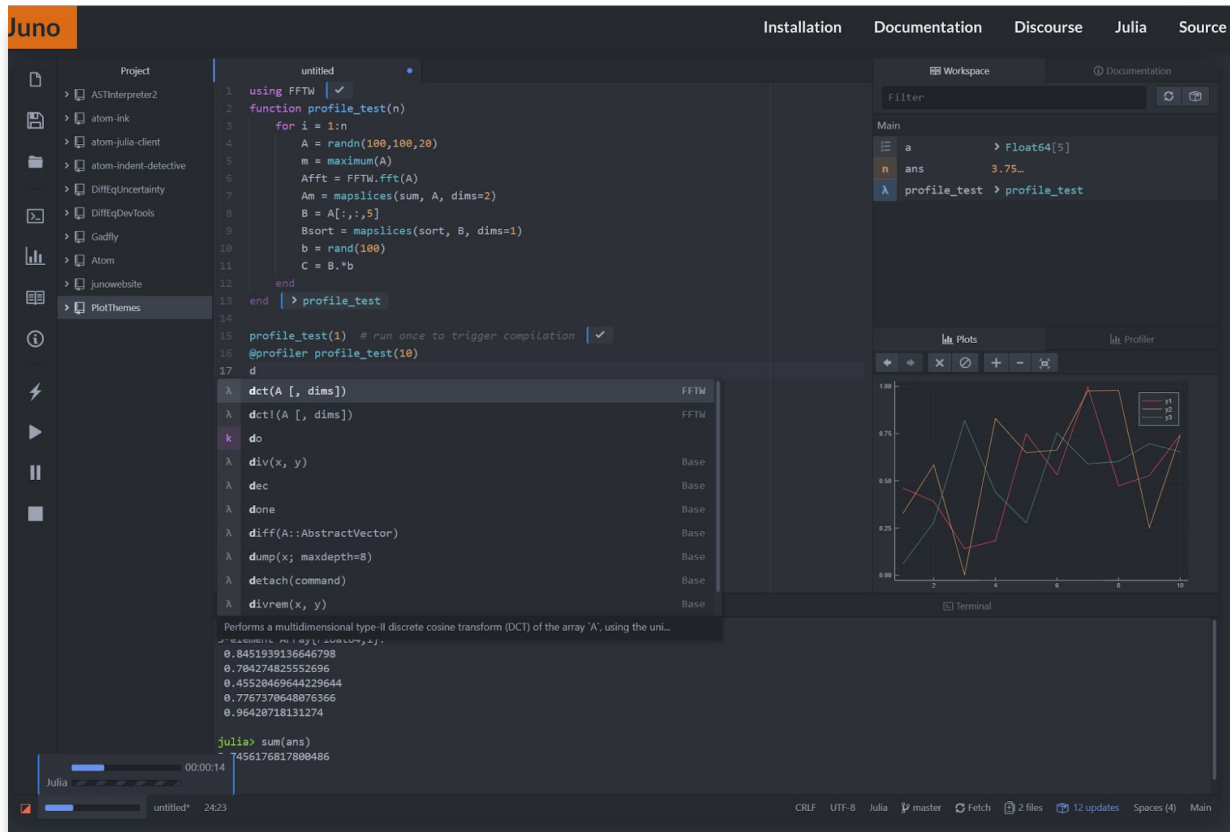 Juno
Installation Documentation Discourse Julia Source
Project
ASTInterpreter2
atom-ink
atom-julia-client
atom-indent-detective
DiffEqUncertainty
DiffEqDevTools
Gadfly
Atom
junowebsite
PlotThemes
untitled
1 using FFTW
2 function profile_test(n)
3 for i = 1:n
4 A = randn(100,100,20)
5 m = maximum(A)
6 Afft = FFTW.fft(A)
7 Am = mapslices(sum, A, dims=2)
8 B = A[:,:,5]
9 Bsort = mapslices(sort, B, dims=1)
10 b = rand(100)
11 C = B.*b
12 end
13 end > profile_test
14
15 profile_test(1) # run once to trigger compilation
16 @profiler profile_test(10)
17 d
λ dct(A [, dims]) FFTW
λ dct!(A [, dims]) FFTW
k do
λ div(x, y) Base
λ dec Base
λ done Base
λ diff(A::AbstractVector) Base
λ dump(x; maxdepth=8) Base
λ detach(command) Base
λ divrem(x, y) Base
Performs a multidimensional type-II discrete cosine transform (DCT) of the array `A`, using the uni...
0.8451939136646798
0.704274825552696
0.45520469644229644
0.7767370648076366
0.96420718131274
julia> sum(ans)
7456176817800486
Workspace Documentation
Filter
Main
a > Float64[5]
n ans 3.75…
λ profile_test > profile_test
Plots Profiler
1.00
0.75
0.50
0.25
0.00
2 4 6 8 10
y1
y2
y3
Terminal
00:00:14
Julia
untitled* 24:23 CRLF UTF-8 Julia master Fetch 2 files 12 updates Spaces (4) Main